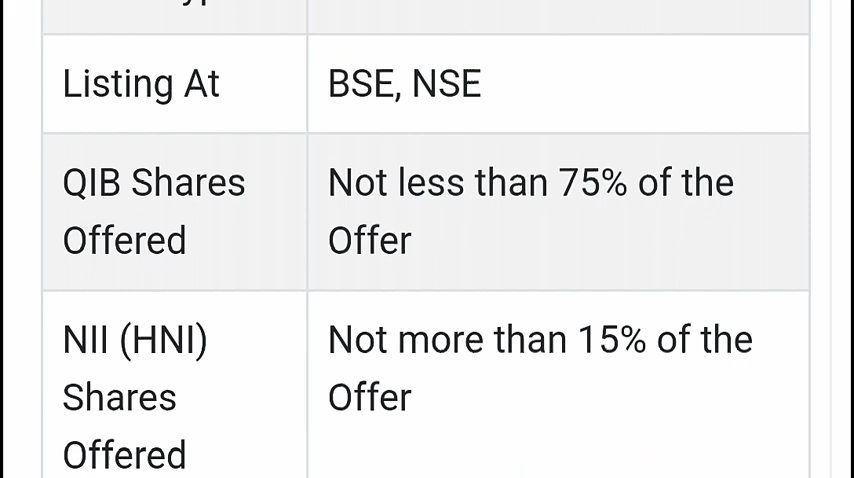 Listing At
BSE, NSE
QIB Shares
Offered
Not less than 75% of the
Offer
NII (HNI)
Shares
Offered
Not more than 15% of the
Offer